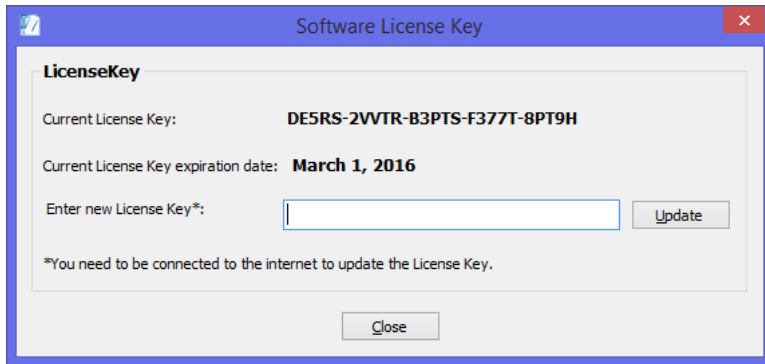 Software License Key
LicenseKey
Current License Key: DE5RS-2VVTR-B3PTS-F377T-8PT9H
Current License Key expiration date: March 1, 2016
Enter new License Key*: Update
*You need to be connected to the internet to update the License Key.
Close